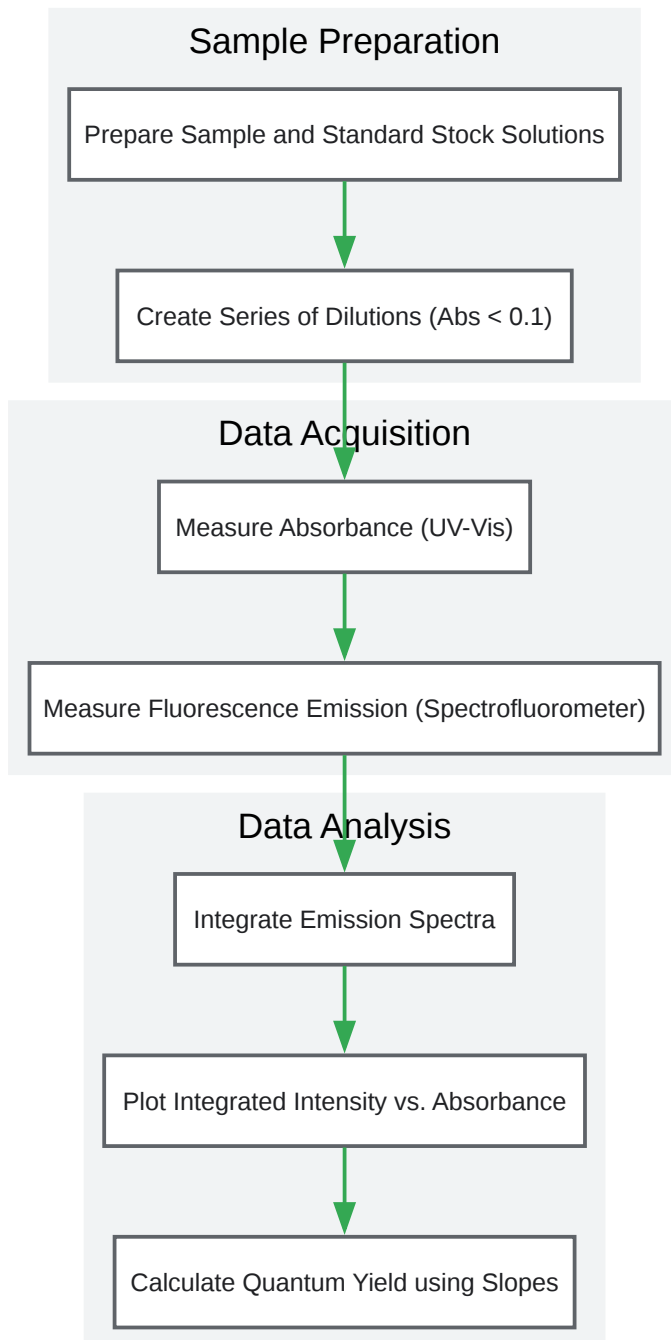 Sample Preparation
Prepare Sample and Standard Stock Solutions
Create Series of Dilutions (Abs < 0.1)
Data Acquisition
Measure Absorbance (UV-Vis)
Measure Fluorescence Emission (Spectrofluorometer)
Data Analysis
Integrate Emission Spectra
Plot Integrated Intensity vs. Absorbance
Calculate Quantum Yield using Slopes